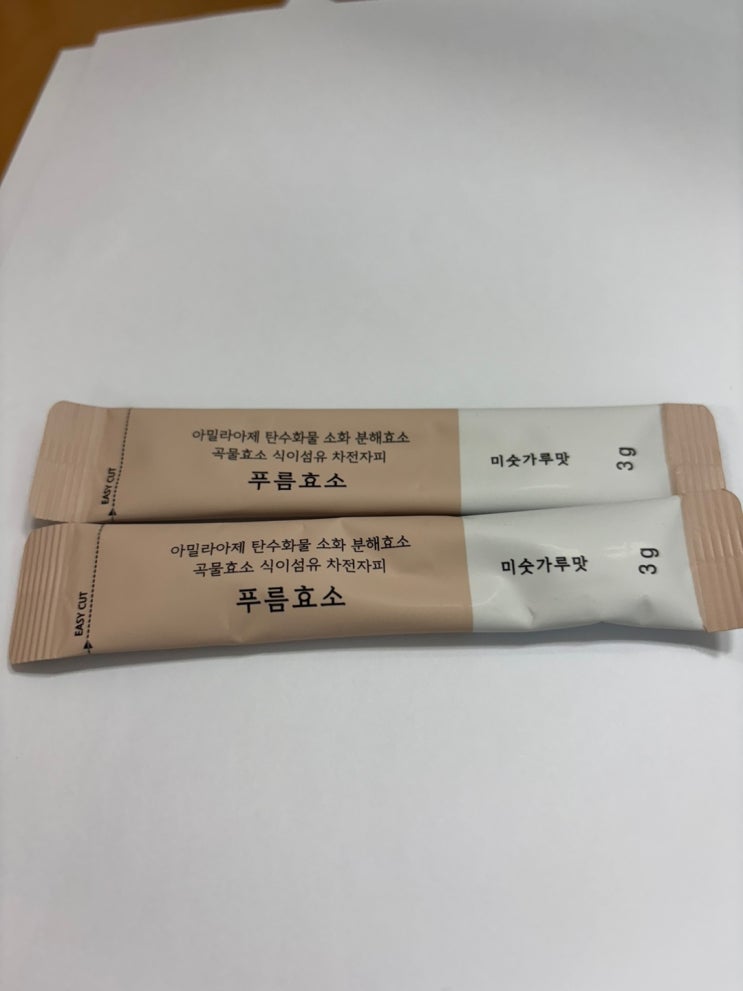 아밀라아제 탄수화물 소화 분해효소
곡물효소 식이섬유 차전자피
푸름효소
미숫가루맛
3g
EASY CUT
아밀라아제 탄수화물 소화 분해효소
곡물효소 식이섬유 차전자피
푸름효소
미숫가루맛
3g
EASY CUT